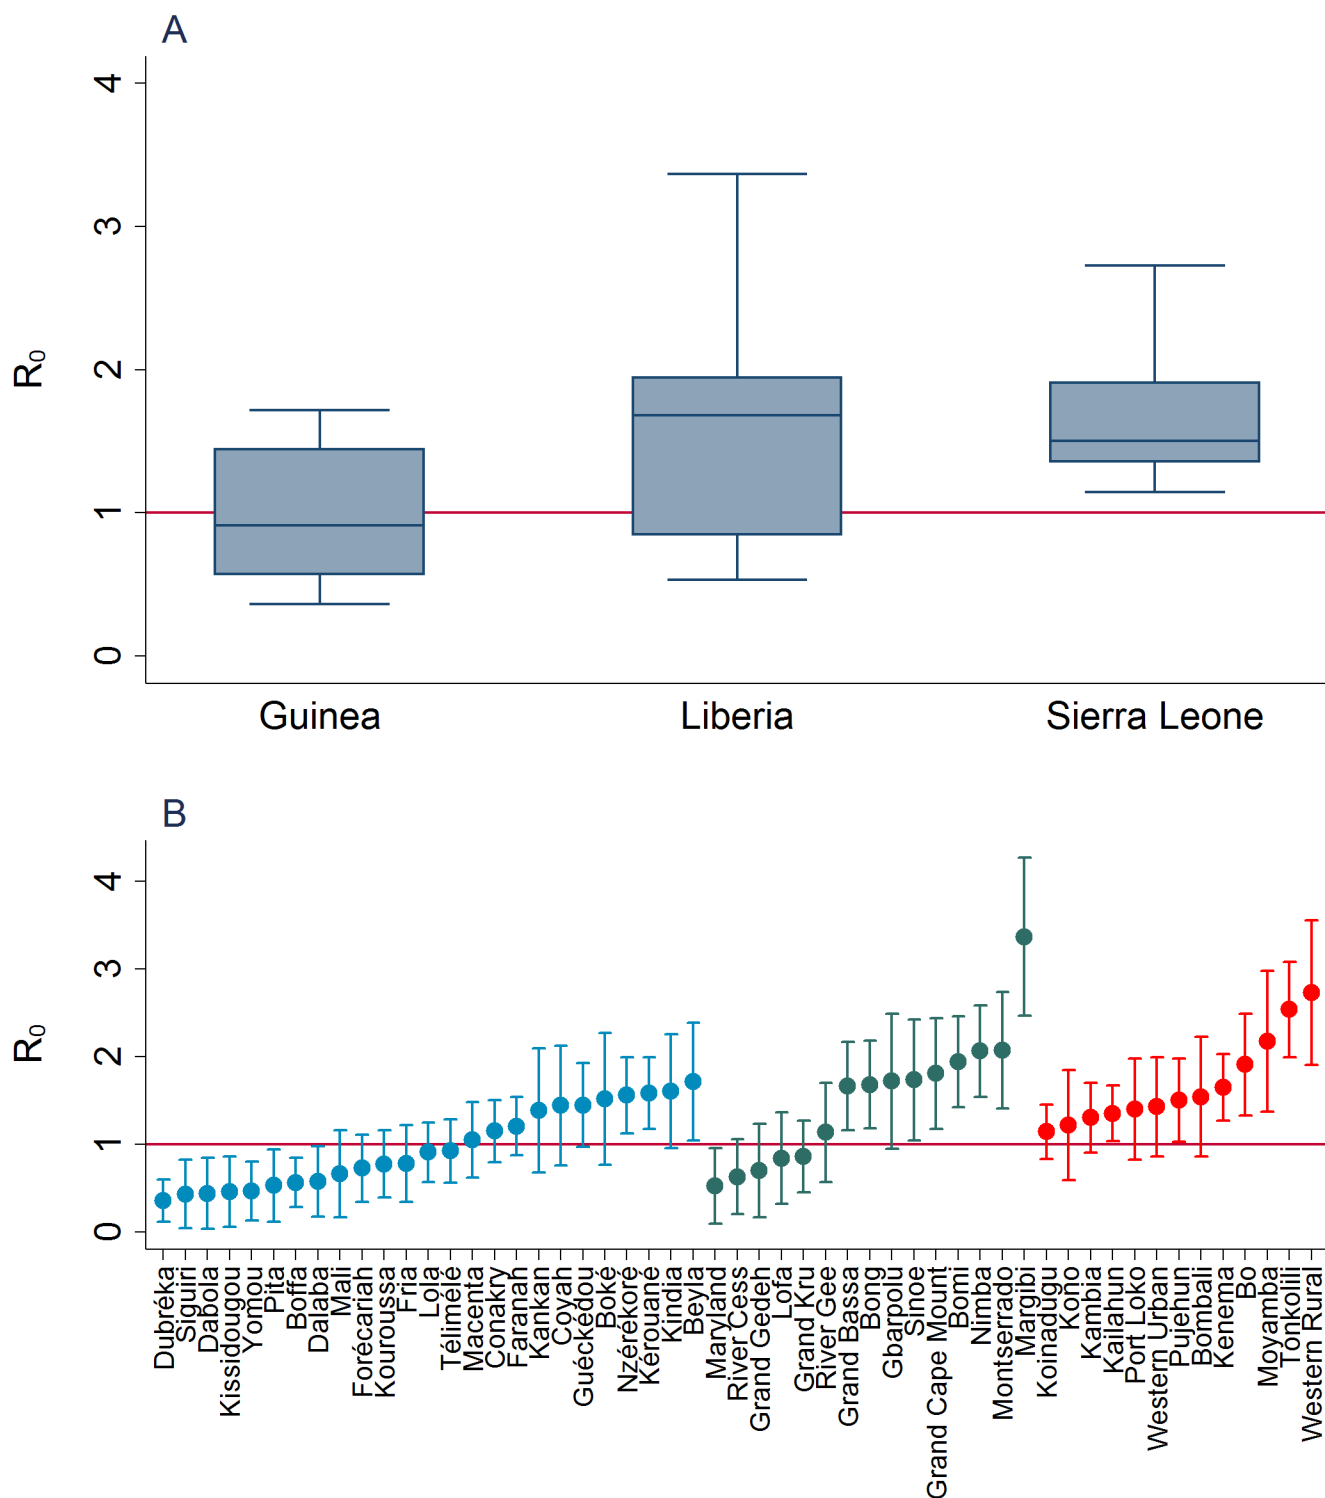 A
4
3
2
1
0
R₀
Guinea
Liberia
Sierra Leone
B
4
3
2
1
0
R₀
Dubréka
Siguiri
Dabola
Kissidougou
Yomou
Pita
Boffa
Dalaba
Mali
Forécariah
Kouroussa
Fria
Lola
Télimélé
Macenta
Conakry
Faranah
Kankan
Coyah
Guéckédou
Boké
Nzérékoré
Kérouané
Kindia
Beyla
Maryland
River Cess
Grand Gedeh
Lofa
Grand Kru
River Gee
Grand Bassa
Bong
Gbarpolu
Sinoe
Grand Cape Mount
Bomi
Nimba
Montserrado
Margibi
Koinadugu
Kono
Kambia
Kailahun
Port Loko
Western Urban
Pujehun
Bombali
Kenema
Bo
Moyamba
Tonkolili
Western Rural